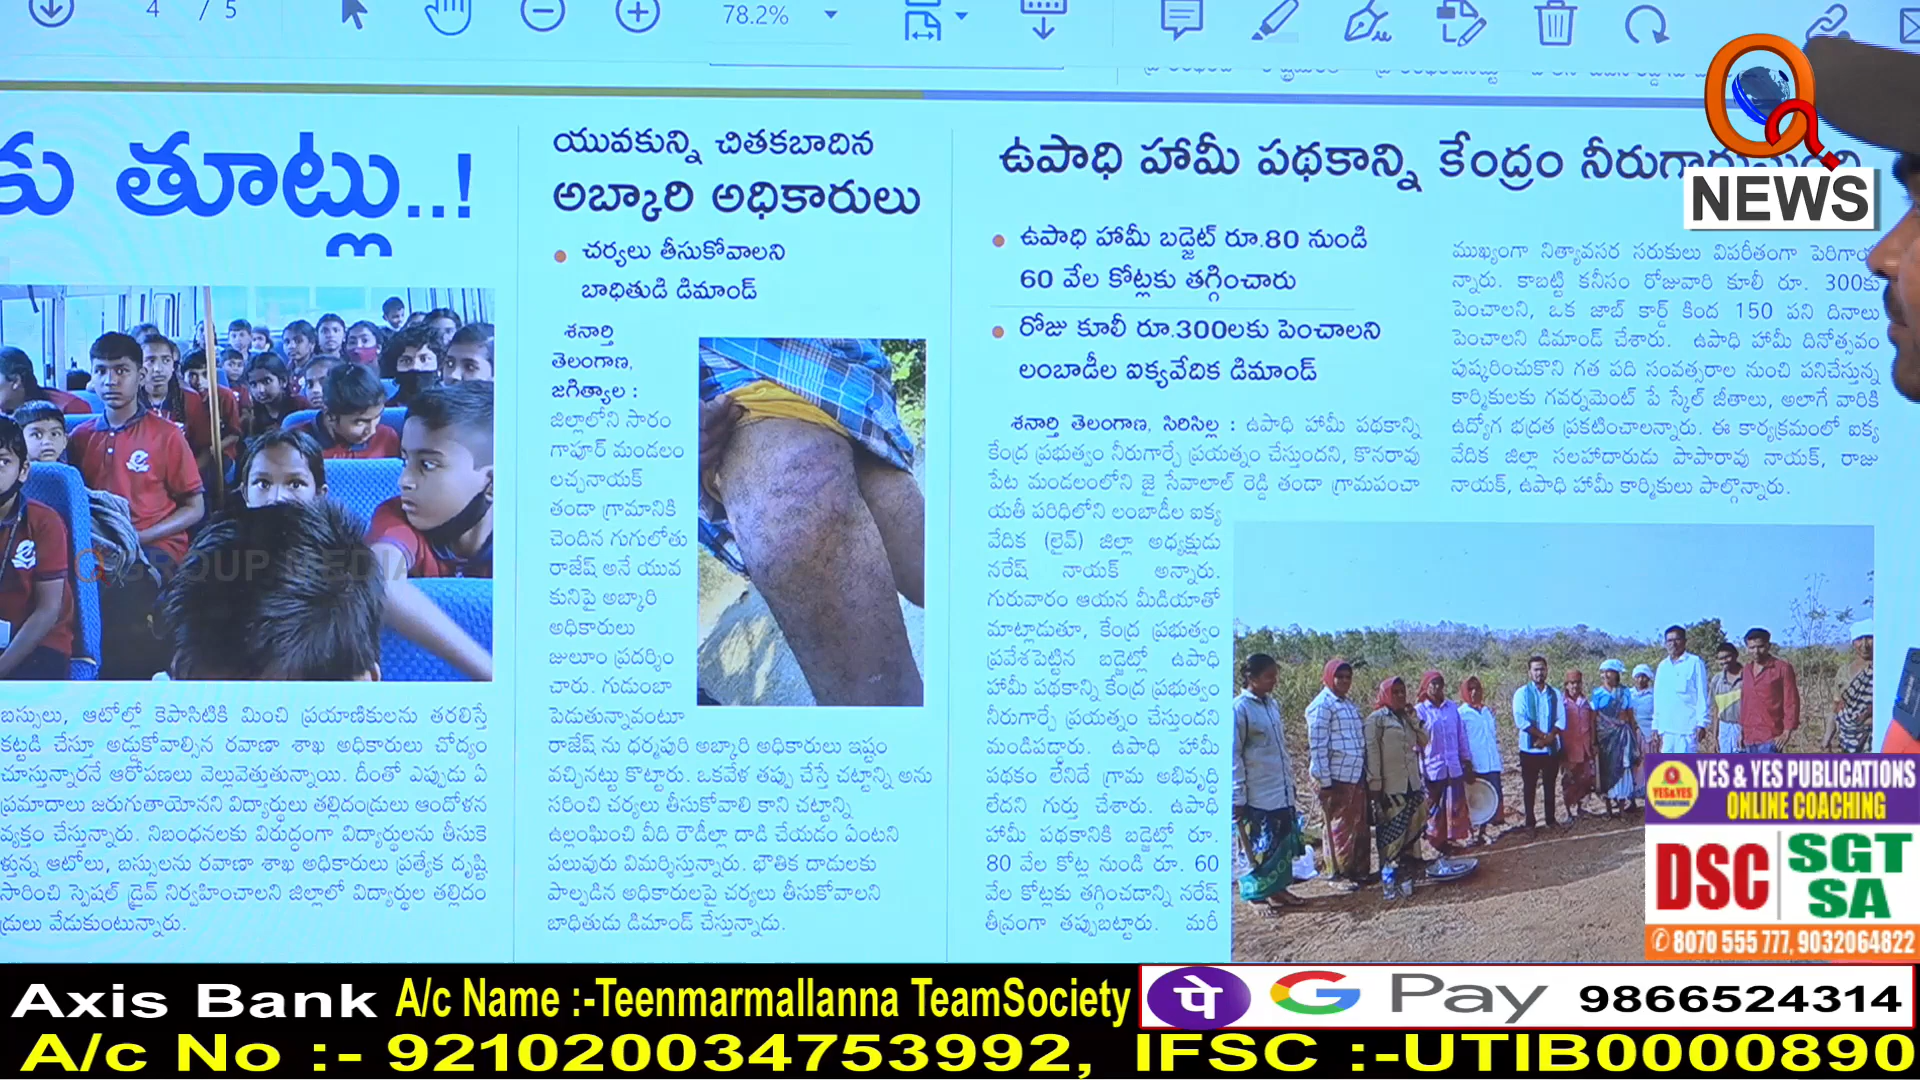 4 / 5
78.2%
కు తూట్లు..!
బస్సులు, ఆటోల్లో కెపాసిటికి మించి ప్రయాణికులను తరలిస్తే
కట్టడి చేస్తూ అడ్డుకోవాల్సిన రవాణా శాఖ అధికారులు చోద్యం
చూస్తున్నారనే ఆరోపణలు వెల్లువెత్తుతున్నాయి. దీంతో ఎప్పుడు ఏ
ప్రమాదాలు జరుగుతాయోనని విద్యార్థులు తల్లిదండ్రులు ఆందోళన
వ్యక్తం చేస్తున్నారు. నిబంధనలకు విరుద్ధంగా విద్యార్థులను తీసుకె
ళ్తున్న ఆటోలు, బస్సులను రవాణా శాఖ అధికారులు ప్రత్యేక దృష్టి
సారించి స్పెషల్ డ్రైవ్ నిర్వహించాలని జిల్లాలో విద్యార్థుల తల్లిదం
డ్రులు వేడుకుంటున్నారు.
యువకున్ని చితకబాదిన
అబ్కారి అధికారులు
చర్యలు తీసుకోవాలని
బాధితుడి డిమాండ్
శనార్తి
తెలంగాణ,
జగిత్యాల :
జిల్లాలోని సారం
గాపూర్ మండలం
లచ్చనాయక్
తండా గ్రామానికి
చెందిన గుగులోతు
రాజేష్ అనే యువ
కునిపై అబ్కారి
అధికారులు
జులూం ప్రదర్శిం
చారు. గుడుంబా
పెడుతున్నావంటూ
రాజేష్ ను ధర్మపురి అబ్కారి అధికారులు ఇష్టం
వచ్చినట్టు కొట్టారు. ఒకవేళ తప్పు చేస్తే చట్టాన్ని అను
సరించి చర్యలు తీసుకోవాలి కాని చట్టాన్ని
ఉల్లంఘించి వీది రౌడీల్లా దాడి చేయడం ఏంటని
పలువురు విమర్శిస్తున్నారు. భౌతిక దాడులకు
పాల్పడిన అధికారులపై చర్యలు తీసుకోవాలని
బాధితుడు డిమాండ్ చేస్తున్నాడు.
ఉపాధి హామీ పథకాన్ని కేంద్రం
ఉపాధి హామీ బడ్జెట్ రూ.80 నుండి
60 వేల కోట్లకు తగ్గించారు
రోజు కూలీ రూ.300లకు పెంచాలని
లంబాడీల ఐక్యవేదిక డిమాండ్
శనార్తి తెలంగాణ, సిరిసిల్ల : ఉపాధి హామీ పథకాన్ని
కేంద్ర ప్రభుత్వం నీరుగార్చే ప్రయత్నం చేస్తుందని, కొనరావు
పేట మండలంలోని జై సేవాలాల్ రెడ్డి తండా గ్రామపంచా
యతీ పరిధిలోని లంబాడీల ఐక్య
వేదిక (లైవ్) జిల్లా అధ్యక్షుడు
నరేష్ నాయక్ అన్నారు.
గురువారం ఆయన మీడియాతో
మాట్లాడుతూ, కేంద్ర ప్రభుత్వం
ప్రవేశపెట్టిన బడ్జెట్లో ఉపాధి
హామీ పథకాన్ని కేంద్ర ప్రభుత్వం
నీరుగార్చే ప్రయత్నం చేస్తుందని
మండిపడ్డారు. ఉపాధి హామీ
పథకం లేనిదే గ్రామ అభివృద్ధి
లేదని గుర్తు చేశారు. ఉపాధి
హామీ పథకానికి బడ్జెట్లో రూ.
80 వేల కోట్ల నుండి రూ. 60
వేల కోట్లకు తగ్గించడాన్ని నరేష్
తీవ్రంగా తప్పుబట్టారు. మరీ
ముఖ్యంగా నిత్యావసర సరుకులు విపరీతంగా
న్నారు. కాబట్టి కనీసం రోజువారి కూలీ రూ. 300కు
పెంచాలని, ఒక జాబ్ కార్డ్ కింద 150 పని దినాలు
పెంచాలని డిమాండ్ చేశారు. ఉపాధి హామీ దినోత్సవం
పుష్కరించుకొని గత పది సంవత్సరాల నుంచి పనిచేస్తున్న
కార్మికులకు గవర్నమెంట్ పే స్కేల్ జీతాలు, అలాగే వారికి
ఉద్యోగ భద్రత ప్రకటించాలన్నారు. ఈ కార్యక్రమంలో ఐక్య
వేదిక జిల్లా సలహాదారుడు పాపారావు నాయక్, రాజు
నాయక్, ఉపాధి హామీ కార్మికులు పాల్గొన్నారు.
Q GROUP MEDIA
Q
NEWS
YES & YES PUBLICATIONS
ONLINE COACHING
YES&YES
DSC SGT
SA
8070 555 777, 9032064822
Axis Bank A/c Name :-Teenmarmallanna TeamSociety
पे G Pay 9866524314
A/c No :- 921020034753992, IFSC :-UTIB0000890